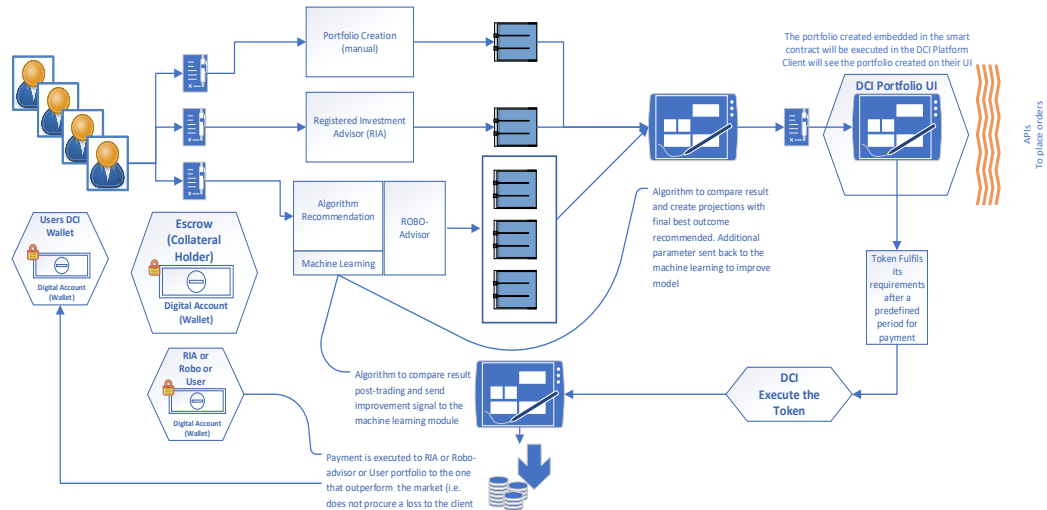 Portfolio Creation
(manual)
The portfolio created embedded in the smart
contract will be executed in the DCI Platform
Client will see the portfolio created on their UI
DCI Portfolio UI
APIs
To place orders
Registered Investment
Advisor (RIA)
Algorithm
Recommendation
ROBO-
Advisor
Machine Learning
Algorithm to compare result
and create projections with
final best outcome
recommended. Additional
parameter sent back to the
machine learning to improve
model
Users DCI
Wallet
Digital Account
(Wallet)
Escrow
(Collateral
Holder)
Digital Account
(Wallet)
Token Fulfils
its
requirements
after a
predefined
period for
payment
RIA or
Robo or
User
Digital Account
(Wallet)
Algorithm to compare result
post-trading and send
improvement signal to the
machine learning module
DCI
Execute the
Token
Payment is executed to RIA or Robo-
advisor or User portfolio to the one
that outperform the market (i.e.
does not procure a loss to the client